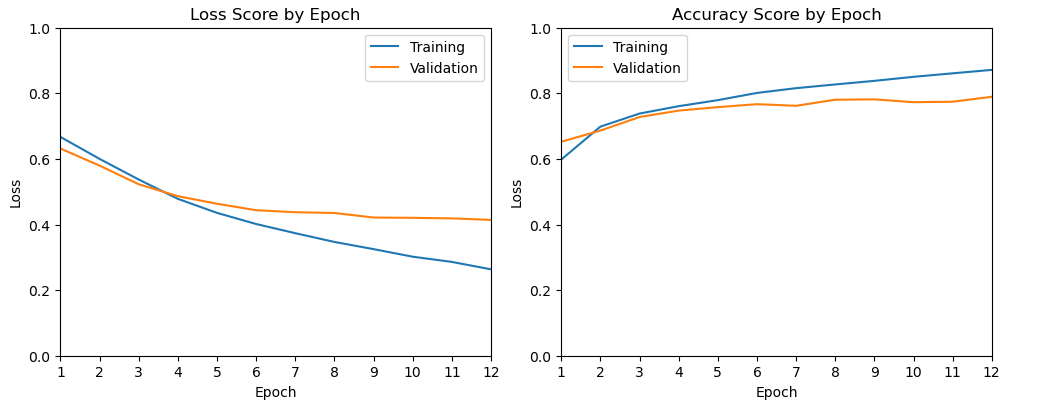 Loss Score by Epoch
1.0
0.8
0.6
0.4
0.2
0.0
Loss
Training
Validation
1 2 3 4 5 6 7 8 9 10 11 12
Epoch
Accuracy Score by Epoch
1.0
0.8
0.6
0.4
0.2
0.0
Loss
Training
Validation
1 2 3 4 5 6 7 8 9 10 11 12
Epoch